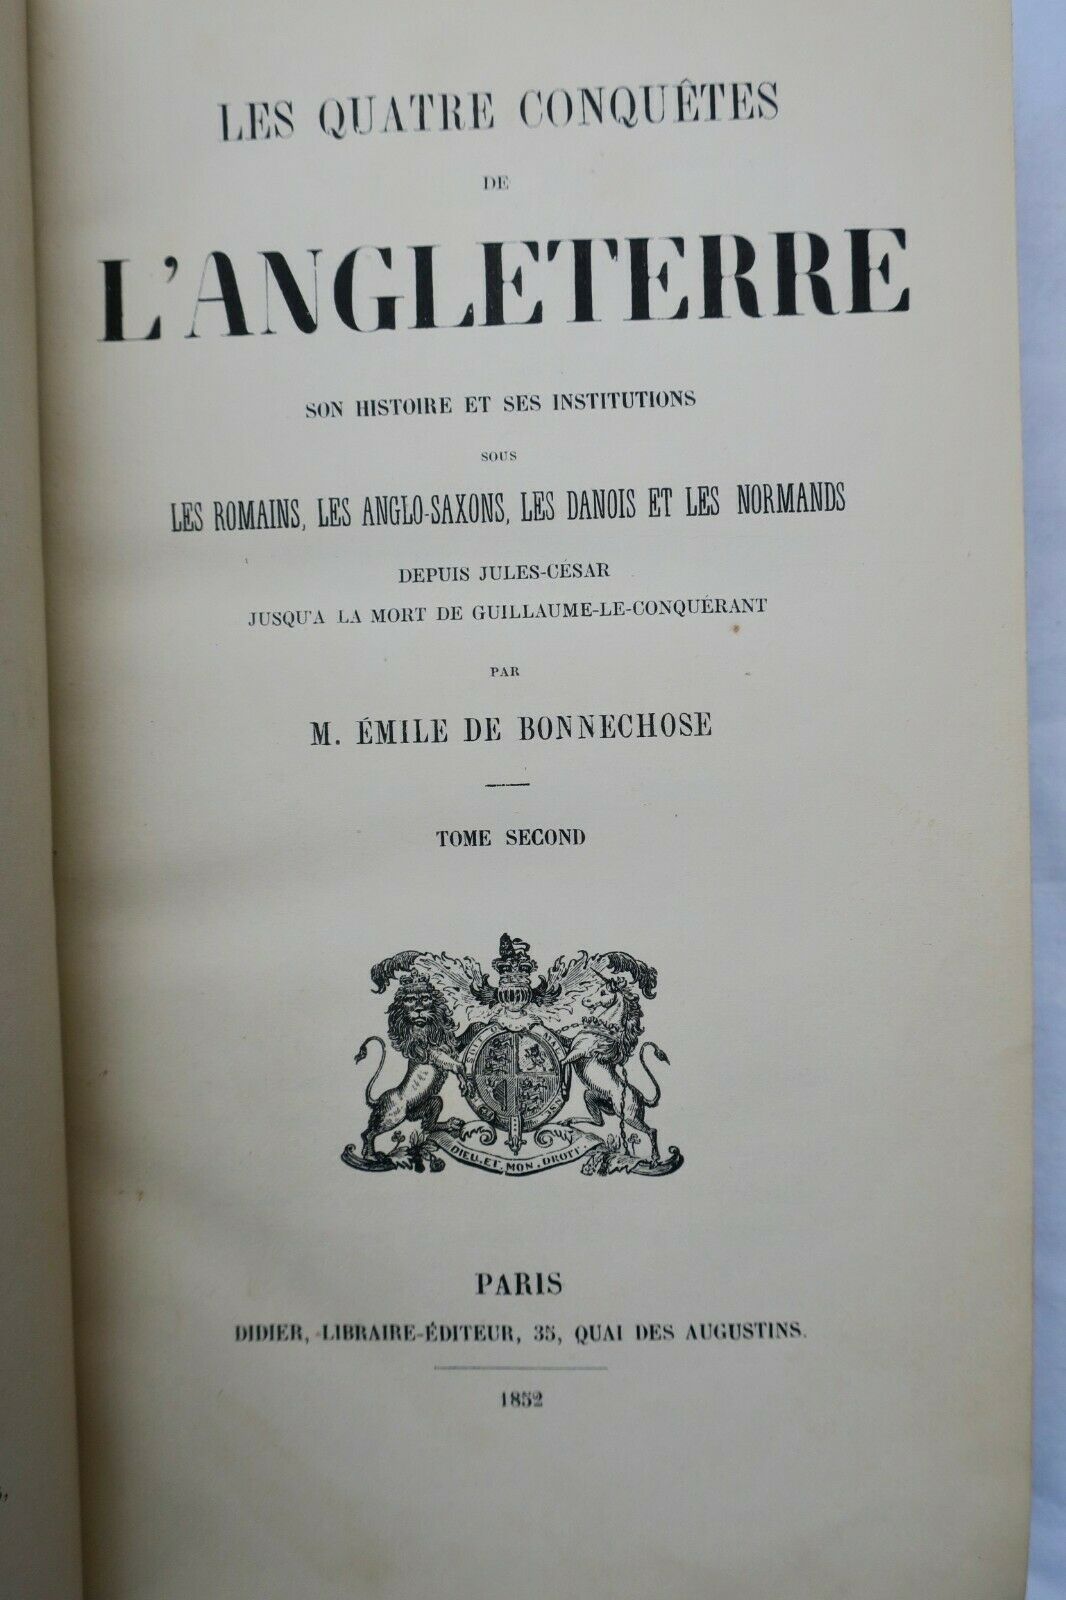 LES QUATRE CONQUÊTES
DE
L'ANGLETERRE
SON HISTOIRE ET SES INSTITUTIONS
SOUS
LES ROMAINS, LES ANGLO-SAXONS, LES DANOIS ET LES NORMANDS
DEPUIS JULES-CÉSAR
JUSQU'A LA MORT DE GUILLAUME-LE-CONQUÉRANT
PAR
M. ÉMILE DE BONNECHOSE
TOME SECOND
DIEU.ET.MON.DROIT.
PARIS
DIDIER, LIBRAIRE-ÉDITEUR, 35, QUAI DES AUGUSTINS.
1852